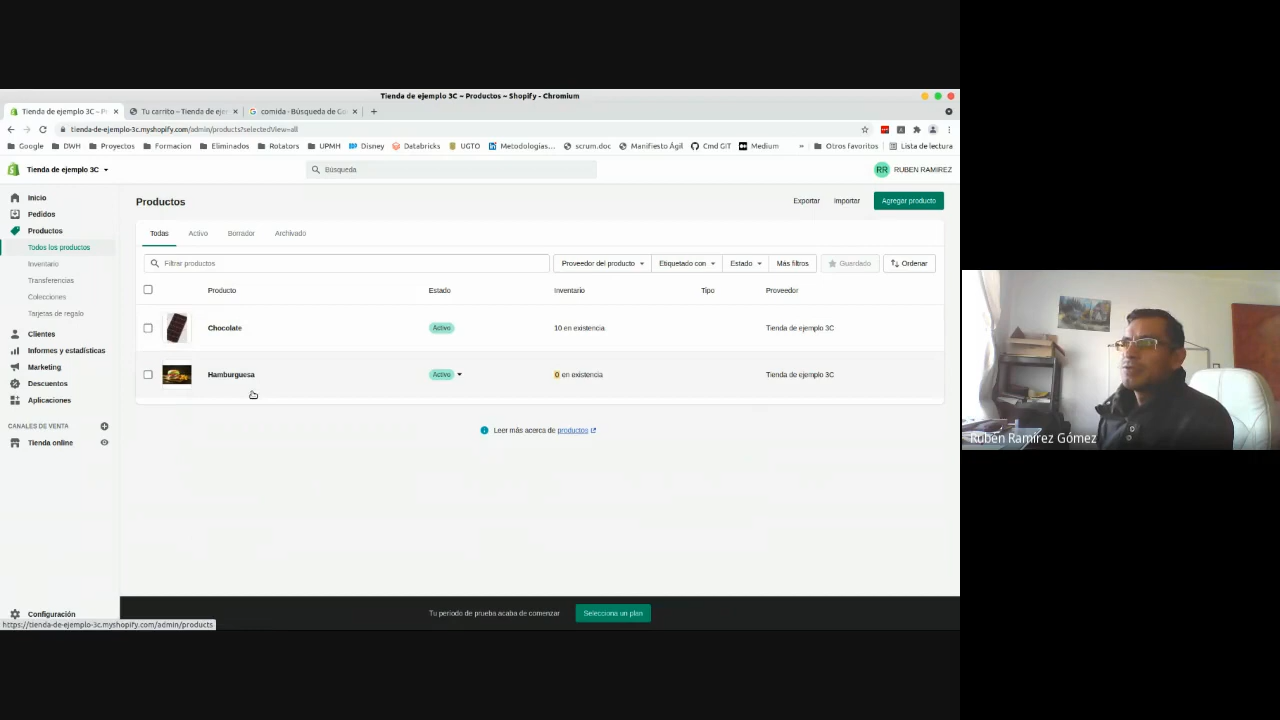 Tienda de ejemplo 3C ~ Productos ~ Shopify - Chromium
Tienda de ejemplo 3C ~ P
Tu carrito – Tienda de eje
comida - Búsqueda de Go
tienda-de-ejemplo-3c.myshopify.com/admin/products?selectedView=all
Google DWH Proyectos Formacion Eliminados Rotators UPMH Disney Databricks UGTO Metodologías... scrum.doc Manifiesto Ágil Cmd GIT Medium » Otros favoritos Lista de lectura
Tienda de ejemplo 3C
Búsqueda
RR RUBEN RAMIREZ
Inicio
Pedidos
Productos
Todos los productos
Inventario
Transferencias
Colecciones
Tarjetas de regalo
Clientes
Informes y estadísticas
Marketing
Descuentos
Aplicaciones
CANALES DE VENTA
Tienda online
Configuración
Productos
Exportar Importar Agregar producto
Todas Activo Borrador Archivado
Filtrar productos Proveedor del producto Etiquetado con Estado Más filtros Guardado Ordenar
Producto Estado Inventario Tipo Proveedor
Chocolate Activo 10 en existencia Tienda de ejemplo 3C
Hamburguesa Activo 0 en existencia Tienda de ejemplo 3C
Leer más acerca de productos
Tu periodo de prueba acaba de comenzar Selecciona un plan
https://tienda-de-ejemplo-3c.myshopify.com/admin/products
Rubén Ramírez Gómez